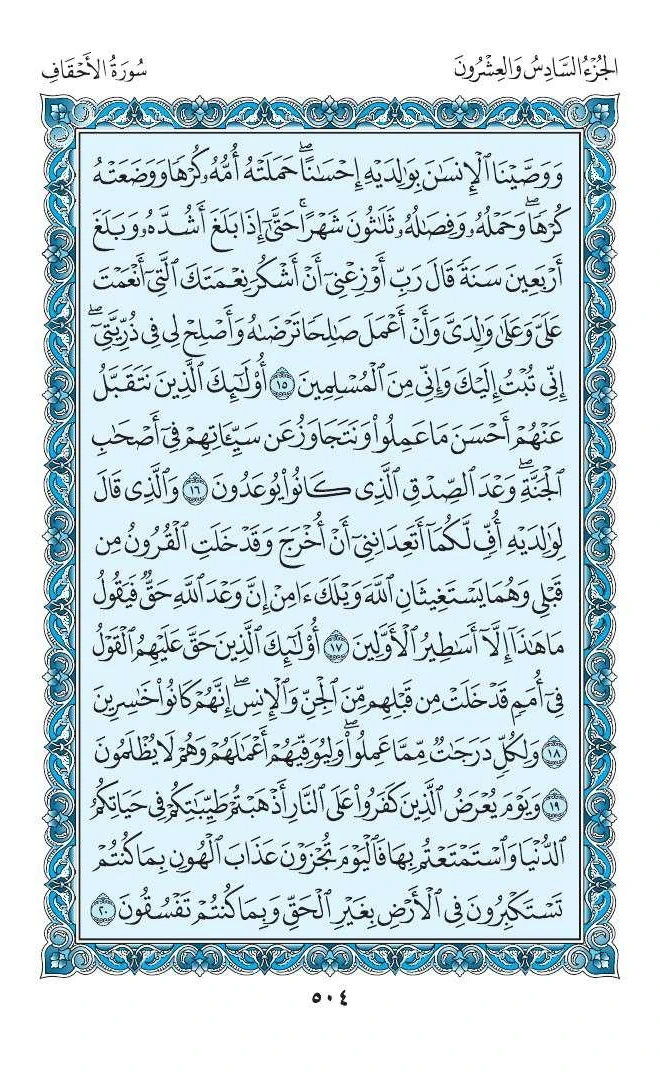 الجُزْءُ السَّادِسُ وَالعِشْرُونَ
سُورَةُ الأَحْقَافِ
وَوَصَّيْنَا ٱلْإِنسَٰنَ بِوَٰلِدَيْهِ إِحْسَٰنًا ۖ حَمَلَتْهُ أُمُّهُۥ كُرْهًا وَوَضَعَتْهُ
كُرْهًا ۖ وَحَمْلُهُۥ وَفِصَٰلُهُۥ ثَلَٰثُونَ شَهْرًا ۚ حَتَّىٰٓ إِذَا بَلَغَ أَشُدَّهُۥ وَبَلَغَ
أَرْبَعِينَ سَنَةً قَالَ رَبِّ أَوْزِعْنِىٓ أَنْ أَشْكُرَ نِعْمَتَكَ ٱلَّتِىٓ أَنْعَمْتَ
عَلَىَّ وَعَلَىٰ وَٰلِدَىَّ وَأَنْ أَعْمَلَ صَٰلِحًا تَرْضَىٰهُ وَأَصْلِحْ لِى فِى ذُرِّيَّتِىٓ ۖ
إِنِّى تُبْتُ إِلَيْكَ وَإِنِّى مِنَ ٱلْمُسْلِمِينَ ١٥ أُو۟لَٰٓئِكَ ٱلَّذِينَ نَتَقَبَّلُ
عَنْهُمْ أَحْسَنَ مَا عَمِلُوا۟ وَنَتَجَاوَزُ عَن سَيِّـَٔاتِهِمْ فِىٓ أَصْحَٰبِ
ٱلْجَنَّةِ ۖ وَعْدَ ٱلصِّدْقِ ٱلَّذِى كَانُوا۟ يُوعَدُونَ ١٦ وَٱلَّذِى قَالَ
لِوَٰلِدَيْهِ أُفٍّ لَّكُمَآ أَتَعِدَانِنِىٓ أَنْ أُخْرَجَ وَقَدْ خَلَتِ ٱلْقُرُونُ مِن
قَبْلِى وَهُمَا يَسْتَغِيثَانِ ٱللَّهَ وَيْلَكَ ءَامِنْ إِنَّ وَعْدَ ٱللَّهِ حَقٌّ فَيَقُولُ
مَا هَٰذَآ إِلَّآ أَسَٰطِيرُ ٱلْأَوَّلِينَ ١٧ أُو۟لَٰٓئِكَ ٱلَّذِينَ حَقَّ عَلَيْهِمُ ٱلْقَوْلُ
فِىٓ أُمَمٍ قَدْ خَلَتْ مِن قَبْلِهِم مِّنَ ٱلْجِنِّ وَٱلْإِنسِ ۖ إِنَّهُمْ كَانُوا۟ خَٰسِرِينَ
١٨ وَلِكُلٍّ دَرَجَٰتٌ مِّمَّا عَمِلُوا۟ ۖ وَلِيُوَفِّيَهُمْ أَعْمَٰلَهُمْ وَهُمْ لَا يُظْلَمُونَ
١٩ وَيَوْمَ يُعْرَضُ ٱلَّذِينَ كَفَرُوا۟ عَلَى ٱلنَّارِ أَذْهَبْتُمْ طَيِّبَٰتِكُمْ فِى حَيَاتِكُمُ
ٱلدُّنْيَا وَٱسْتَمْتَعْتُم بِهَا فَٱلْيَوْمَ تُجْزَوْنَ عَذَابَ ٱلْهُونِ بِمَا كُنتُمْ
تَسْتَكْبِرُونَ فِى ٱلْأَرْضِ بِغَيْرِ ٱلْحَقِّ وَبِمَا كُنتُمْ تَفْسُقُونَ ٢٠
٥٠٤